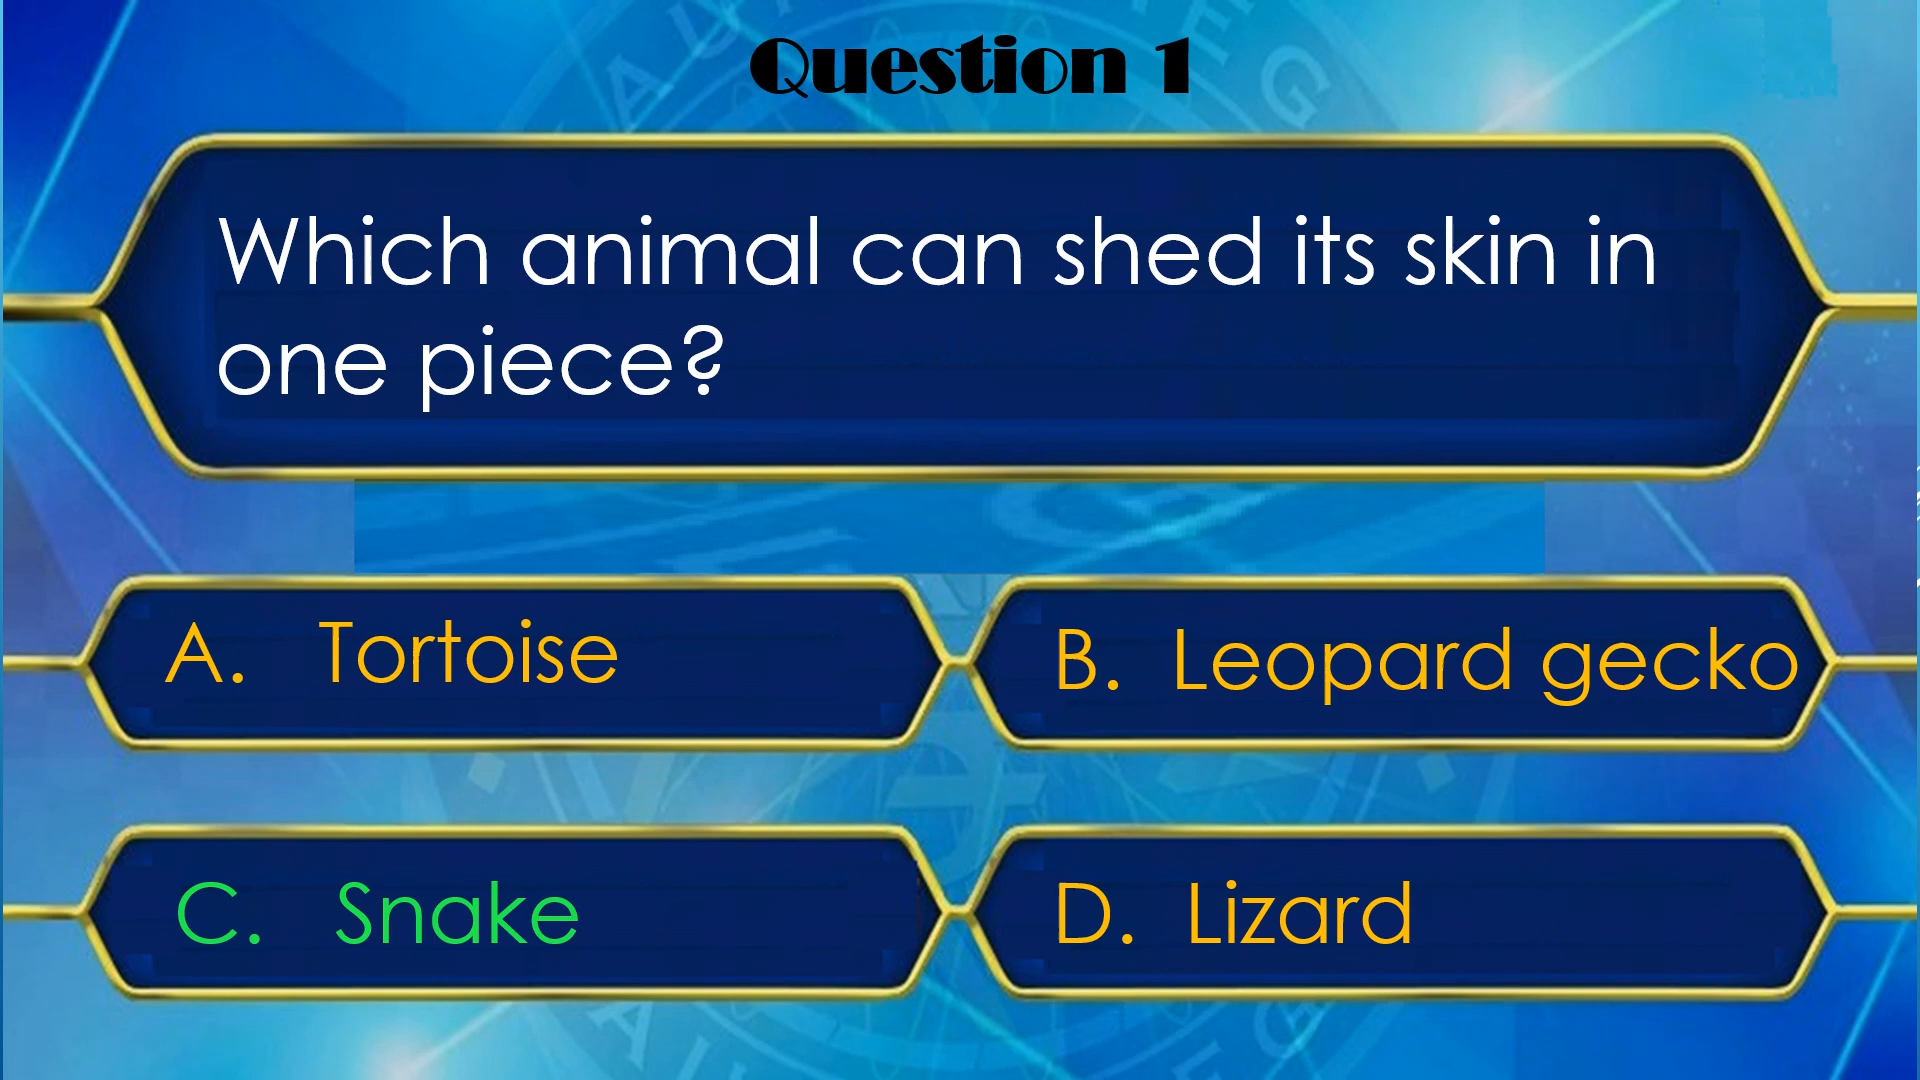 Question 1
Which animal can shed its skin in
one piece?
A. Tortoise
B. Leopard gecko
C. Snake
D. Lizard